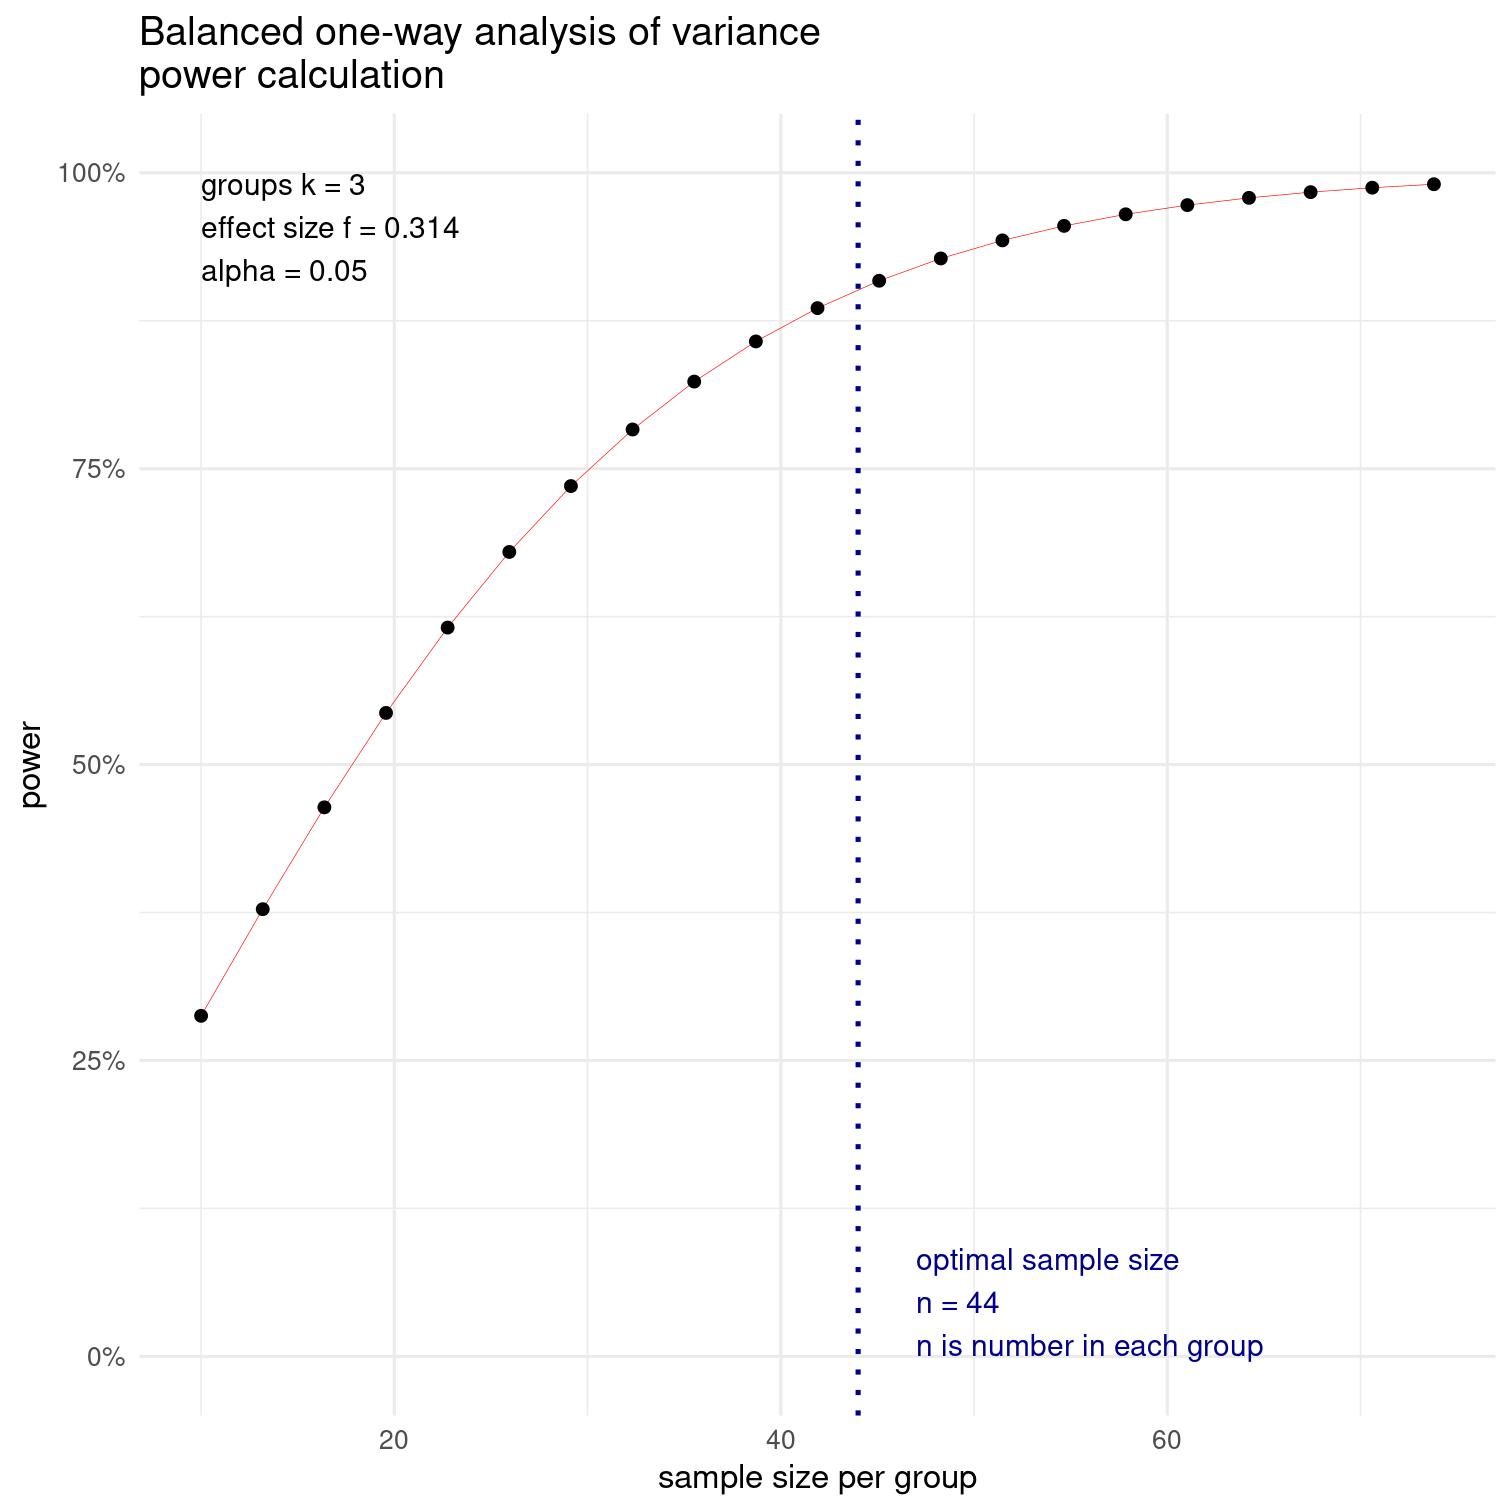 Balanced one-way analysis of variance
power calculation
100%
groups k = 3
effect size f = 0.314
alpha = 0.05
75%
50%
power
25%
optimal sample size
n = 44
n is number in each group
0%
20
40
60
sample size per group